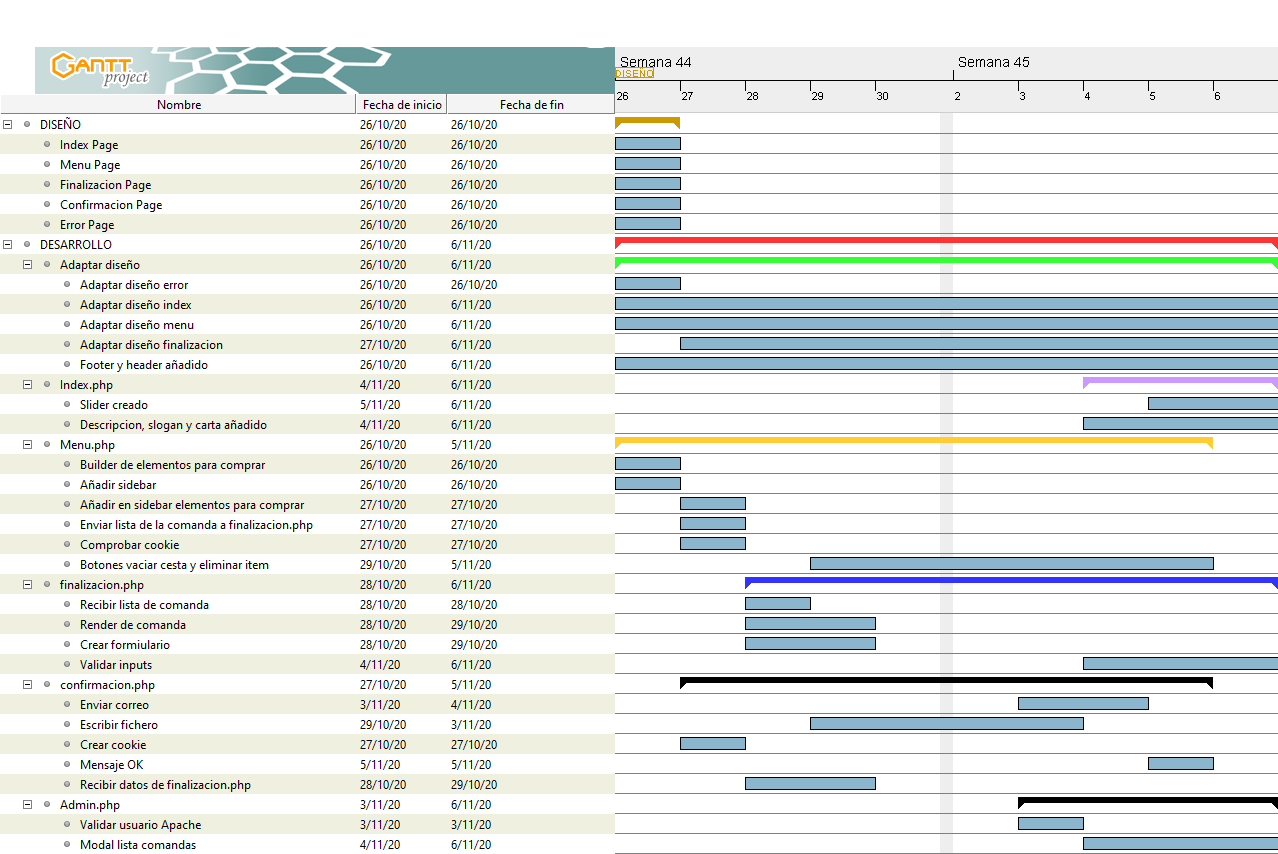 GANTT
project
Semana 44
Semana 45
DISEÑO
26 27 28 29 30 2 3 4 5 6
Nombre Fecha de inicio Fecha de fin
DISEÑO 26/10/20 26/10/20
Index Page 26/10/20 26/10/20
Menu Page 26/10/20 26/10/20
Finalizacion Page 26/10/20 26/10/20
Confirmacion Page 26/10/20 26/10/20
Error Page 26/10/20 26/10/20
DESARROLLO 26/10/20 6/11/20
Adaptar diseño 26/10/20 6/11/20
Adaptar diseño error 26/10/20 26/10/20
Adaptar diseño index 26/10/20 6/11/20
Adaptar diseño menu 26/10/20 6/11/20
Adaptar diseño finalizacion 27/10/20 6/11/20
Footer y header añadido 26/10/20 6/11/20
Index.php 4/11/20 6/11/20
Slider creado 5/11/20 6/11/20
Descripcion, slogan y carta añadido 4/11/20 6/11/20
Menu.php 26/10/20 5/11/20
Builder de elementos para comprar 26/10/20 26/10/20
Añadir sidebar 26/10/20 26/10/20
Añadir en sidebar elementos para comprar 27/10/20 27/10/20
Enviar lista de la comanda a finalizacion.php 27/10/20 27/10/20
Comprobar cookie 27/10/20 27/10/20
Botones vaciar cesta y eliminar item 29/10/20 5/11/20
finalizacion.php 28/10/20 6/11/20
Recibir lista de comanda 28/10/20 28/10/20
Render de comanda 28/10/20 29/10/20
Crear formiulario 28/10/20 29/10/20
Validar inputs 4/11/20 6/11/20
confirmacion.php 27/10/20 5/11/20
Enviar correo 3/11/20 4/11/20
Escribir fichero 29/10/20 3/11/20
Crear cookie 27/10/20 27/10/20
Mensaje OK 5/11/20 5/11/20
Recibir datos de finalizacion.php 28/10/20 29/10/20
Admin.php 3/11/20 6/11/20
Validar usuario Apache 3/11/20 3/11/20
Modal lista comandas 4/11/20 6/11/20